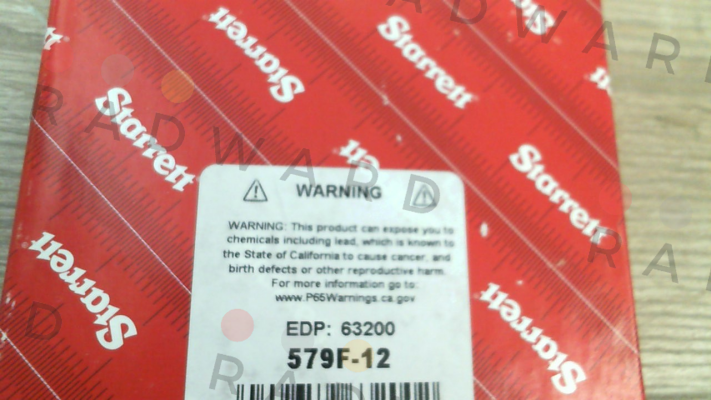 Starrett
Starrett
Starrett
Starrett
Starrett
Starrett
WARNING
WARNING: This product can expose you to
chemicals including lead, which is known to
the State of California to cause cancer, and
birth defects or other reproductive harm.
For more information go to:
www.P65Warnings.ca.gov
EDP: 63200
579F-12
RADWARD
RADWARD